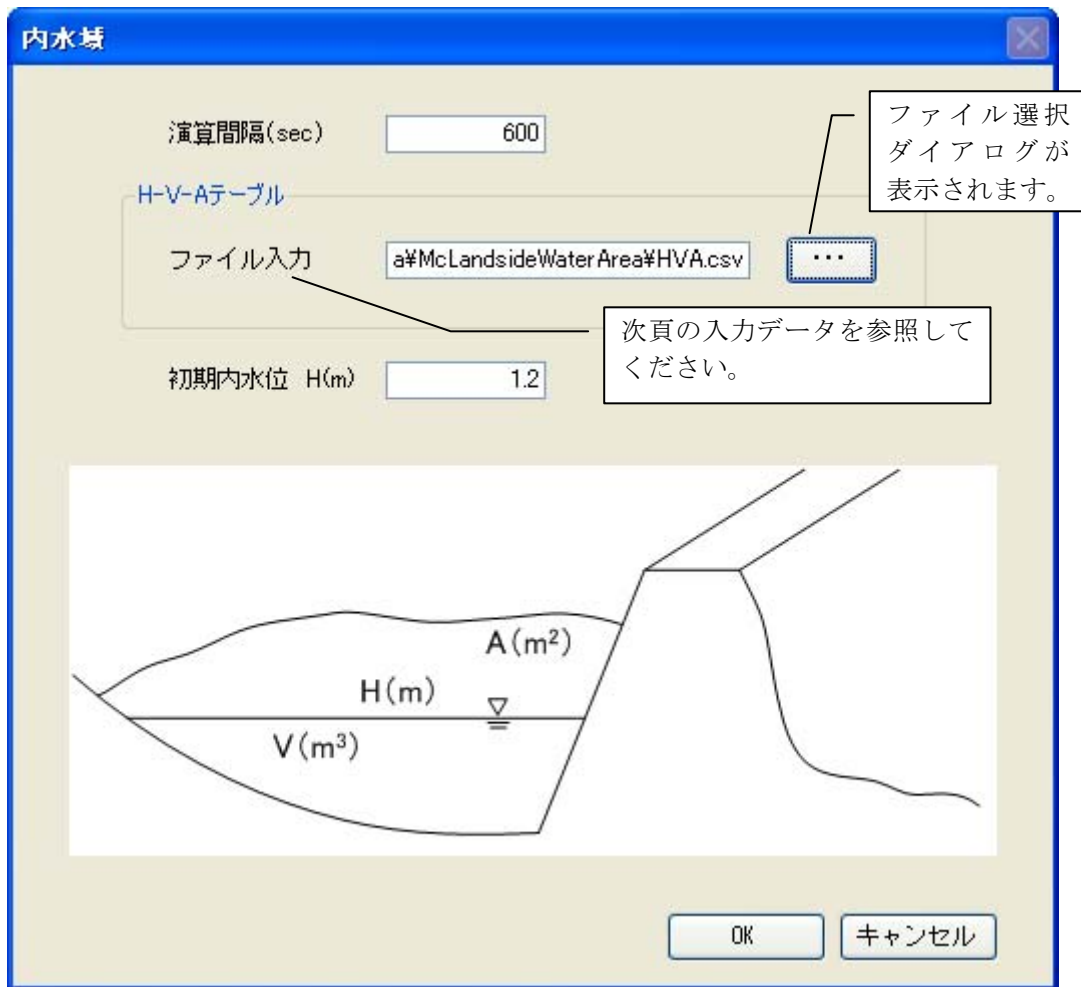 内水域
演算間隔(sec)
600
ファイル選択
ダイアログが
表示されます。
H-V-Aテーブル
ファイル入力
a¥McLandsideWaterArea¥HVA.csv
...
次頁の入力データを参照して
ください。
初期内水位 H(m)
1.2
A(m²)
H(m)
V(m³)
OK
キャンセル